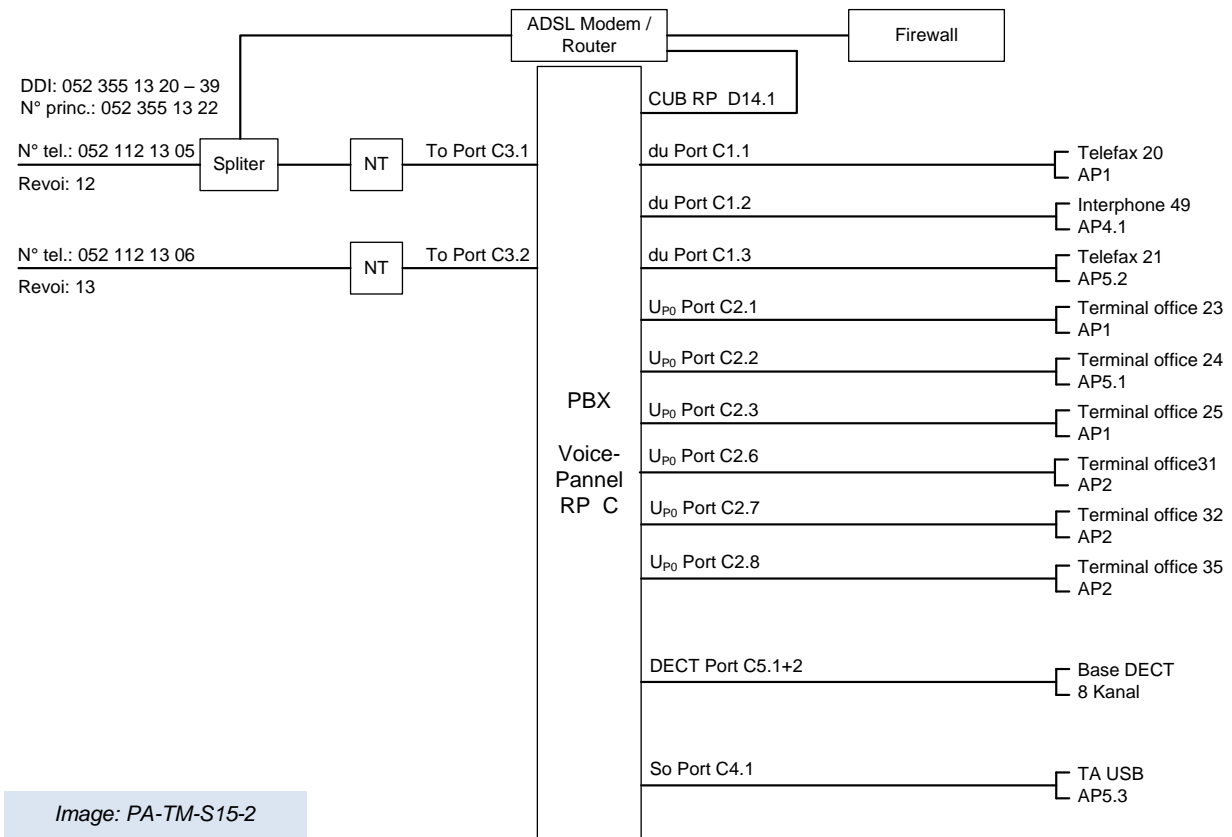 ADSL Modem /
Router
Firewall
DDI: 052 355 13 20 – 39
N° princ.: 052 355 13 22
CUB RP D14.1
N° tel.: 052 112 13 05
Spliter
NT
To Port C3.1
Revoi: 12
du Port C1.1
Telefax 20
AP1
du Port C1.2
Interphone 49
AP4.1
N° tel.: 052 112 13 06
NT
To Port C3.2
Revoi: 13
du Port C1.3
Telefax 21
AP5.2
UP0 Port C2.1
Terminal office 23
AP1
UP0 Port C2.2
Terminal office 24
AP5.1
PBX
Voice-
Pannel
RP C
UP0 Port C2.3
Terminal office 25
AP1
UP0 Port C2.6
Terminal office31
AP2
UP0 Port C2.7
Terminal office 32
AP2
UP0 Port C2.8
Terminal office 35
AP2
DECT Port C5.1+2
Base DECT
8 Kanal
So Port C4.1
TA USB
AP5.3
Image: PA-TM-S15-2